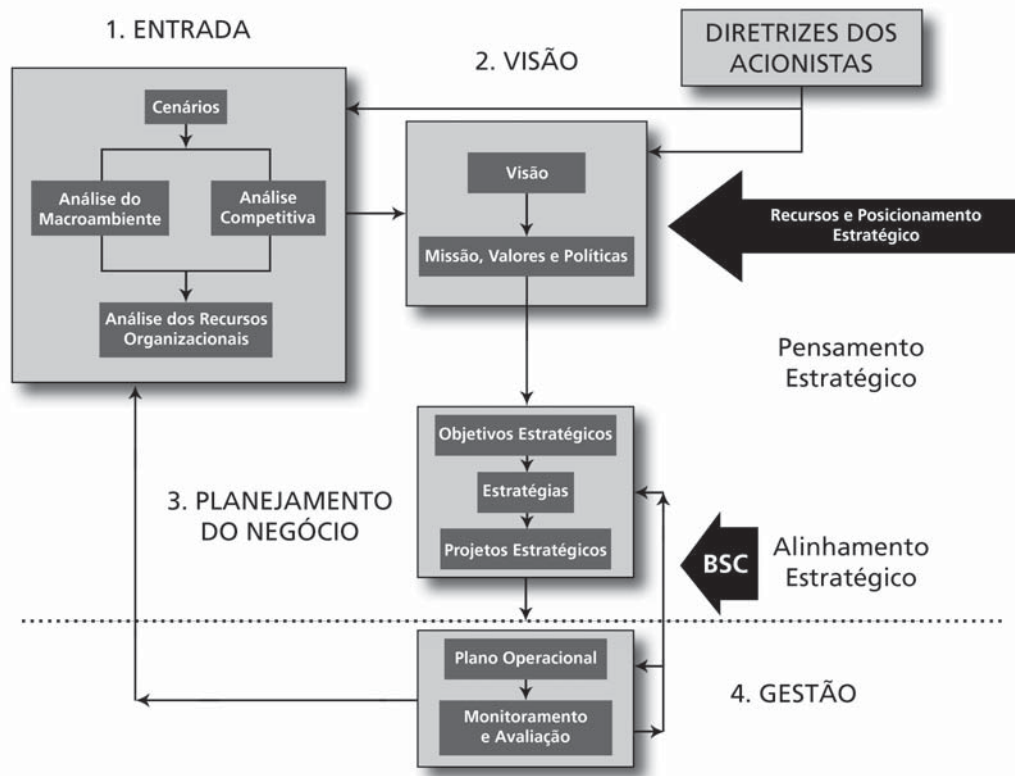 1. ENTRADA
Cenários
Análise do
Macroambiente
Análise
Competitiva
Análise dos Recursos
Organizacionais
2. VISÃO
DIRETRIZES DOS
ACIONISTAS
Visão
Missão, Valores e Políticas
Recursos e Posicionamento
Estratégico
Pensamento
Estratégico
3. PLANEJAMENTO
DO NEGÓCIO
Objetivos Estratégicos
Estratégias
Projetos Estratégicos
BSC
Alinhamento
Estratégico
Plano Operacional
Monitoramento
e Avaliação
4. GESTÃO